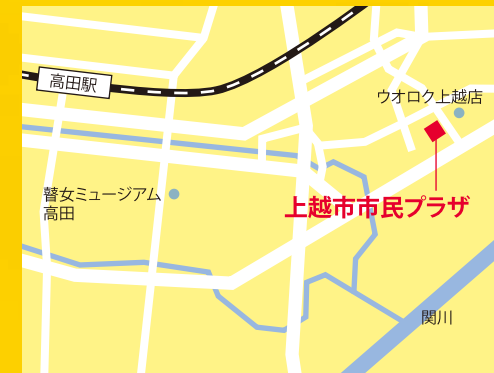 高田駅
ウオロク上越店
瞽女ミュージアム
高田
上越市市民プラザ
関川